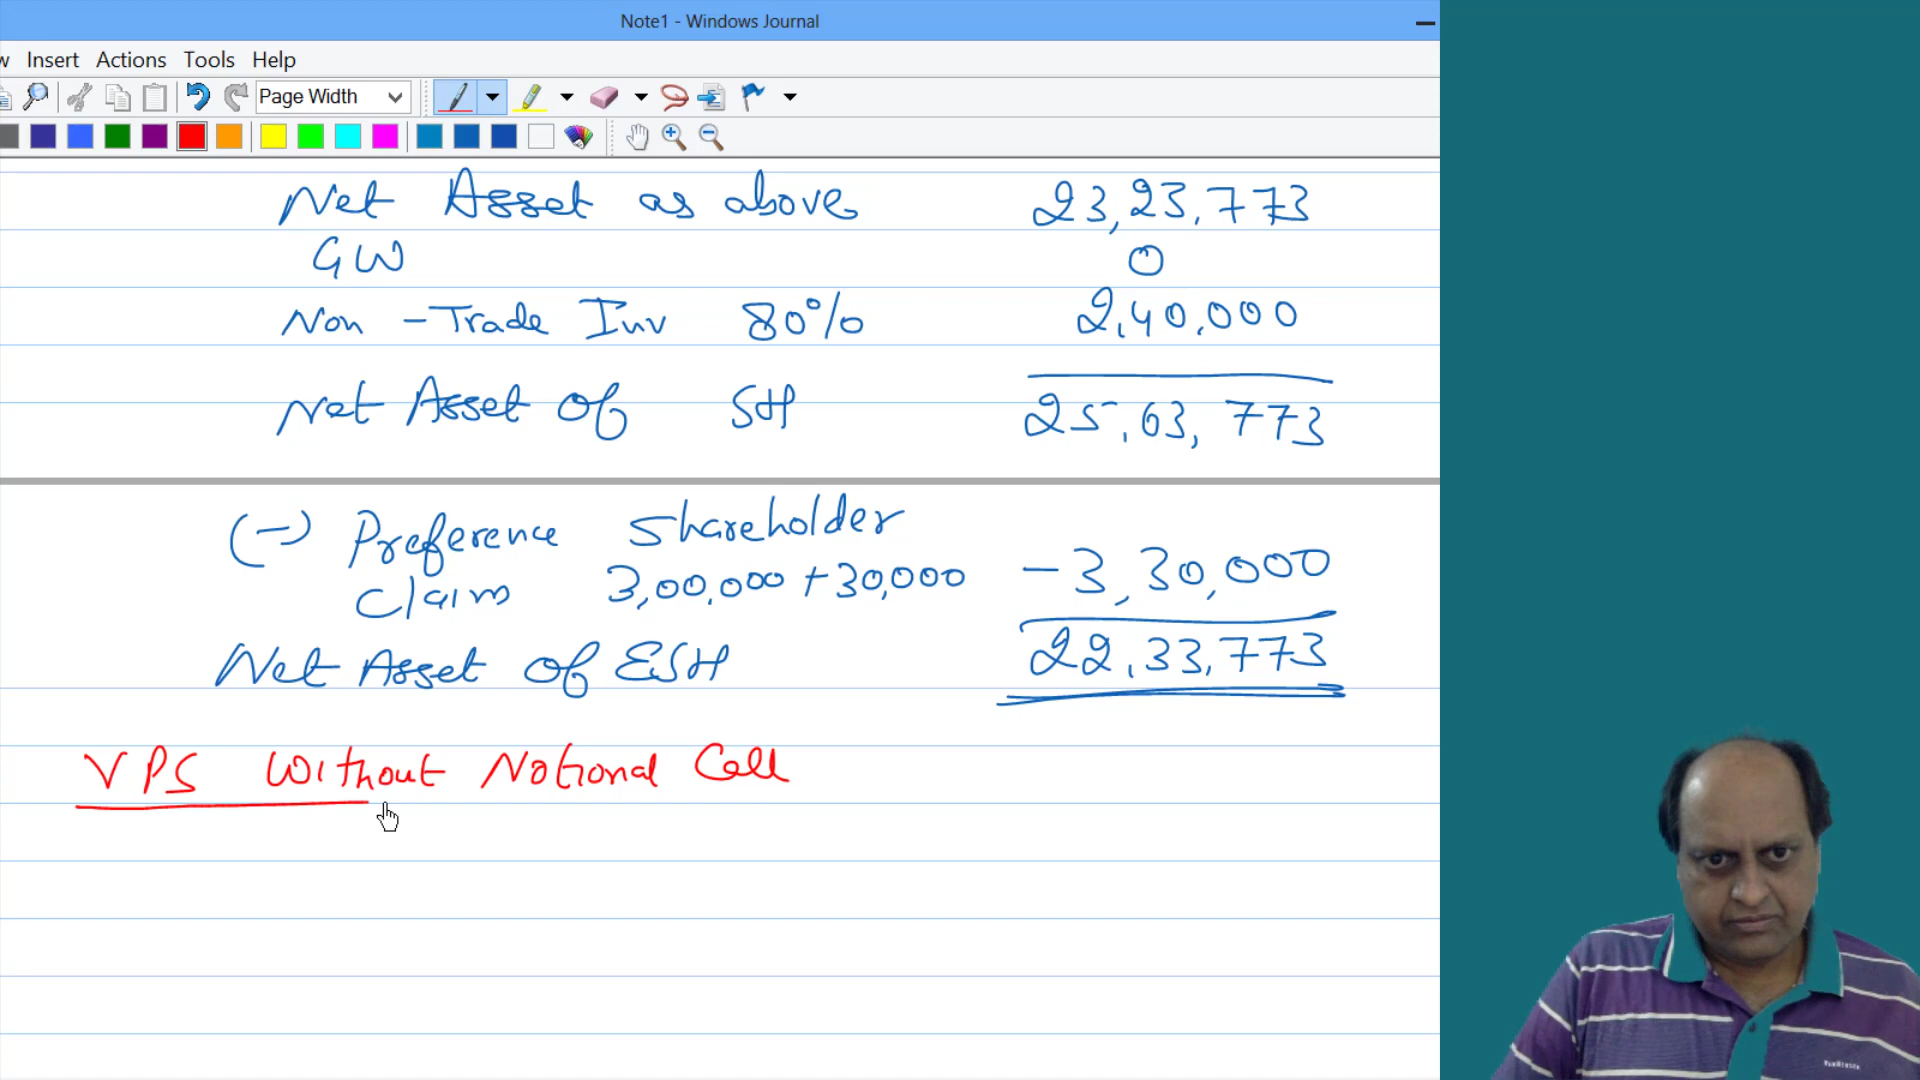 Note1 - Windows Journal
w Insert Actions Tools Help
Page Width
Net Asset as above 23,23,773
GW 0
Non-Trade Inv 80% 2,40,000
Net Asset of SH 25,63,773
(-) Preference Shareholder
Claim 3,00,000 + 30,000 -3,30,000
Net Asset of ESH 22,33,773
VPS Without Notional Call